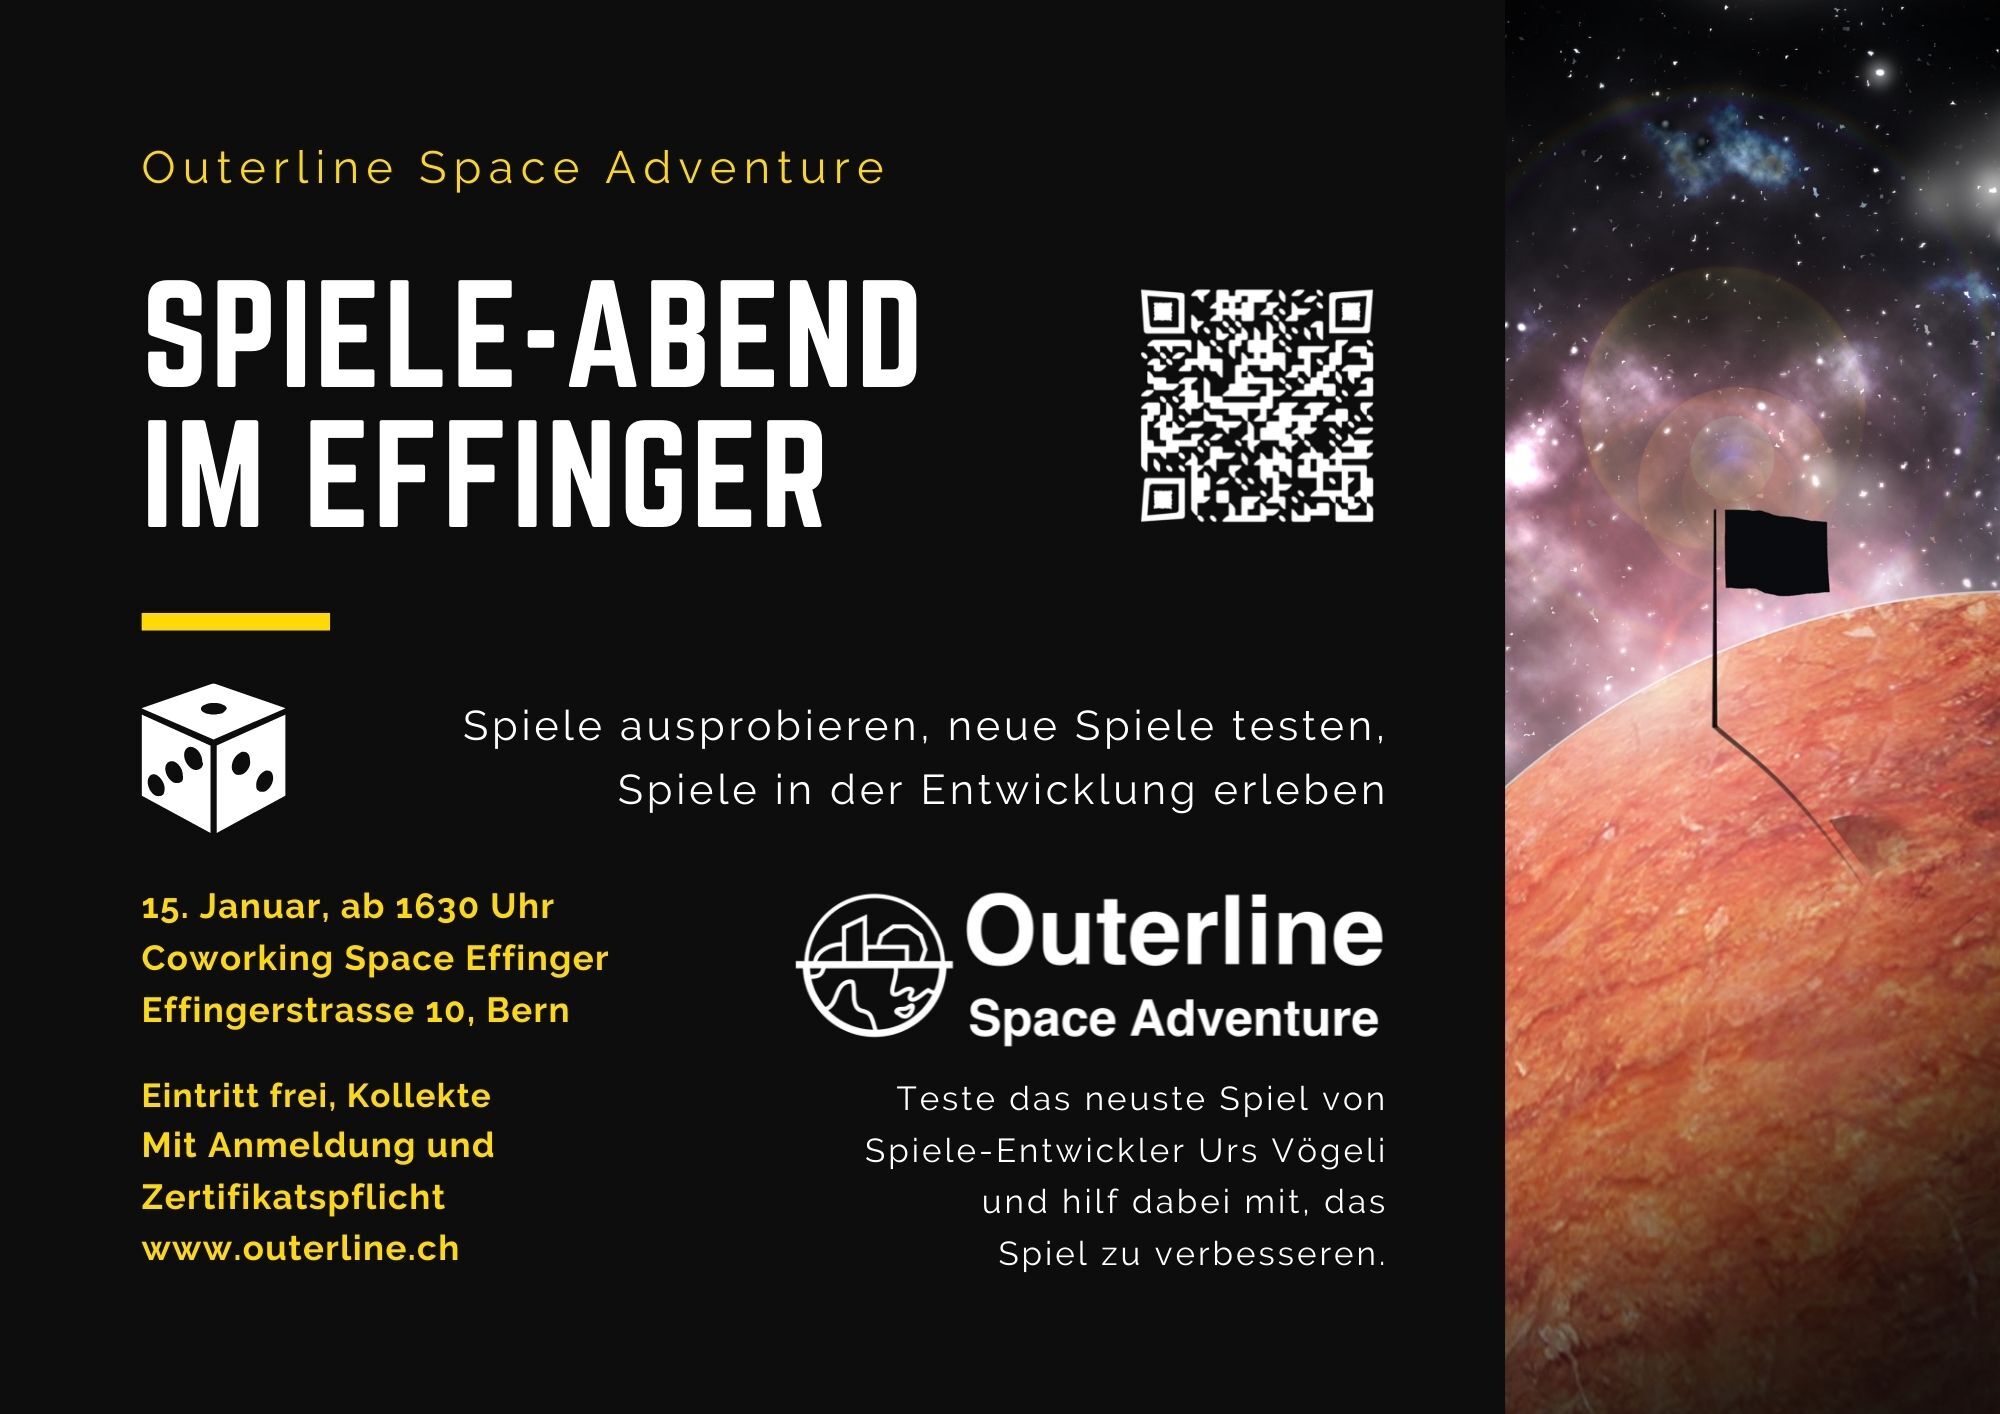 Outerline Space Adventure
SPIELE-ABEND
IM EFFINGER
Spiele ausprobieren, neue Spiele testen,
Spiele in der Entwicklung erleben
15. Januar, ab 1630 Uhr
Coworking Space Effinger
Effingerstrasse 10, Bern
Eintritt frei, Kollekte
Mit Anmeldung und
Zertifikatspflicht
www.outerline.ch
Outerline
Space Adventure
Teste das neuste Spiel von
Spiele-Entwickler Urs Vögeli
und hilf dabei mit, das
Spiel zu verbesseren.